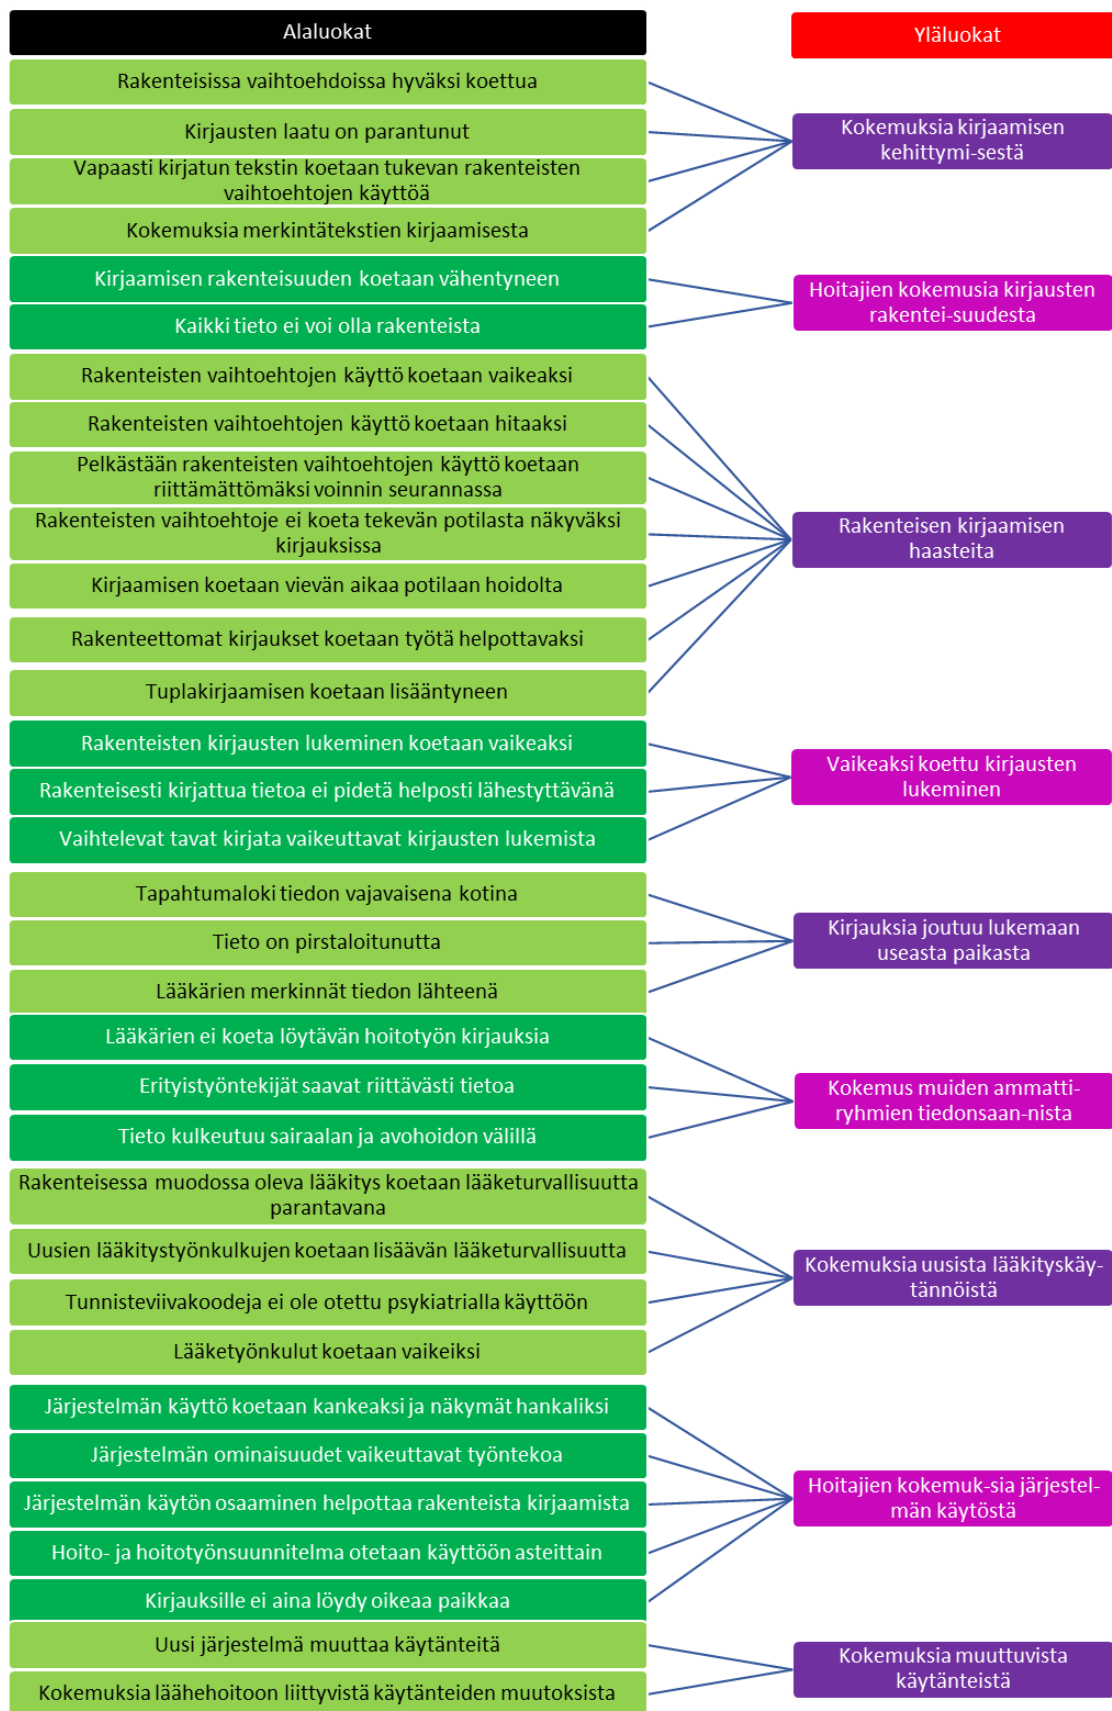 Alaluokat
Yläluokat
Rakenteisissa vaihtoehdoissa hyväksi koettua
Kirjausten laatu on parantunut
Vapaasti kirjatun tekstin koetaan tukevan rakenteisten
vaihtoehtojen käyttöä
Kokemuksia merkintätekstien kirjaamisesta
Kokemuksia kirjaamisen
kehittymi-sestä
Kirjaamisen rakenteisuuden koetaan vähentyneen
Kaikki tieto ei voi olla rakenteista
Hoitajien kokemusia kirjausten
rakentei-suudesta
Rakenteisten vaihtoehtojen käyttö koetaan vaikeaksi
Rakenteisten vaihtoehtojen käyttö koetaan hitaaksi
Pelkästään rakenteisten vaihtoehtojen käyttö koetaan
riittämättömäksi voinnin seurannassa
Rakenteisten vaihtoehtoje ei koeta tekevän potilasta näkyväksi
kirjauksissa
Kirjaamisen koetaan vievän aikaa potilaan hoidolta
Rakenteettomat kirjaukset koetaan työtä helpottavaksi
Tuplakirjaamisen koetaan lisääntyneen
Rakenteisen kirjaamisen
haasteita
Rakenteisten kirjausten lukeminen koetaan vaikeaksi
Rakenteisesti kirjattua tietoa ei pidetä helposti lähestyttävänä
Vaihtelevat tavat kirjata vaikeuttavat kirjausten lukemista
Vaikeaksi koettu kirjausten
lukeminen
Tapahtumaloki tiedon vajavaisena kotina
Tieto on pirstaloitunutta
Lääkärien merkinnät tiedon lähteenä
Kirjauksia joutuu lukemaan
useasta paikasta
Lääkärien ei koeta löytävän hoitotyön kirjauksia
Erityistyöntekijät saavat riittävästi tietoa
Tieto kulkeutuu sairaalan ja avohoidon välillä
Kokemus muiden ammatti-
ryhmien tiedonsaan-nista
Rakenteisessa muodossa oleva lääkitys koetaan lääketurvallisuutta
parantavana
Uusien lääkitystyönkulkujen koetaan lisäävän lääketurvallisuutta
Tunnisteviivakoodeja ei ole otettu psykiatrialla käyttöön
Lääketyönkulut koetaan vaikeiksi
Kokemuksia uusista lääkityskäy-
tännöistä
Järjestelmän käyttö koetaan kankeaksi ja näkymät hankaliksi
Järjestelmän ominaisuudet vaikeuttavat työntekoa
Järjestelmän käytön osaaminen helpottaa rakenteista kirjaamista
Hoito- ja hoitotyönsuunnitelma otetaan käyttöön asteittain
Kirjauksille ei aina löydy oikeaa paikkaa
Hoitajien kokemuk-sia järjestel-
män käytöstä
Uusi järjestelmä muuttaa käytänteitä
Kokemuksia läähehoitoon liittyvistä käytänteiden muutoksista
Kokemuksia muuttuvista
käytänteistä